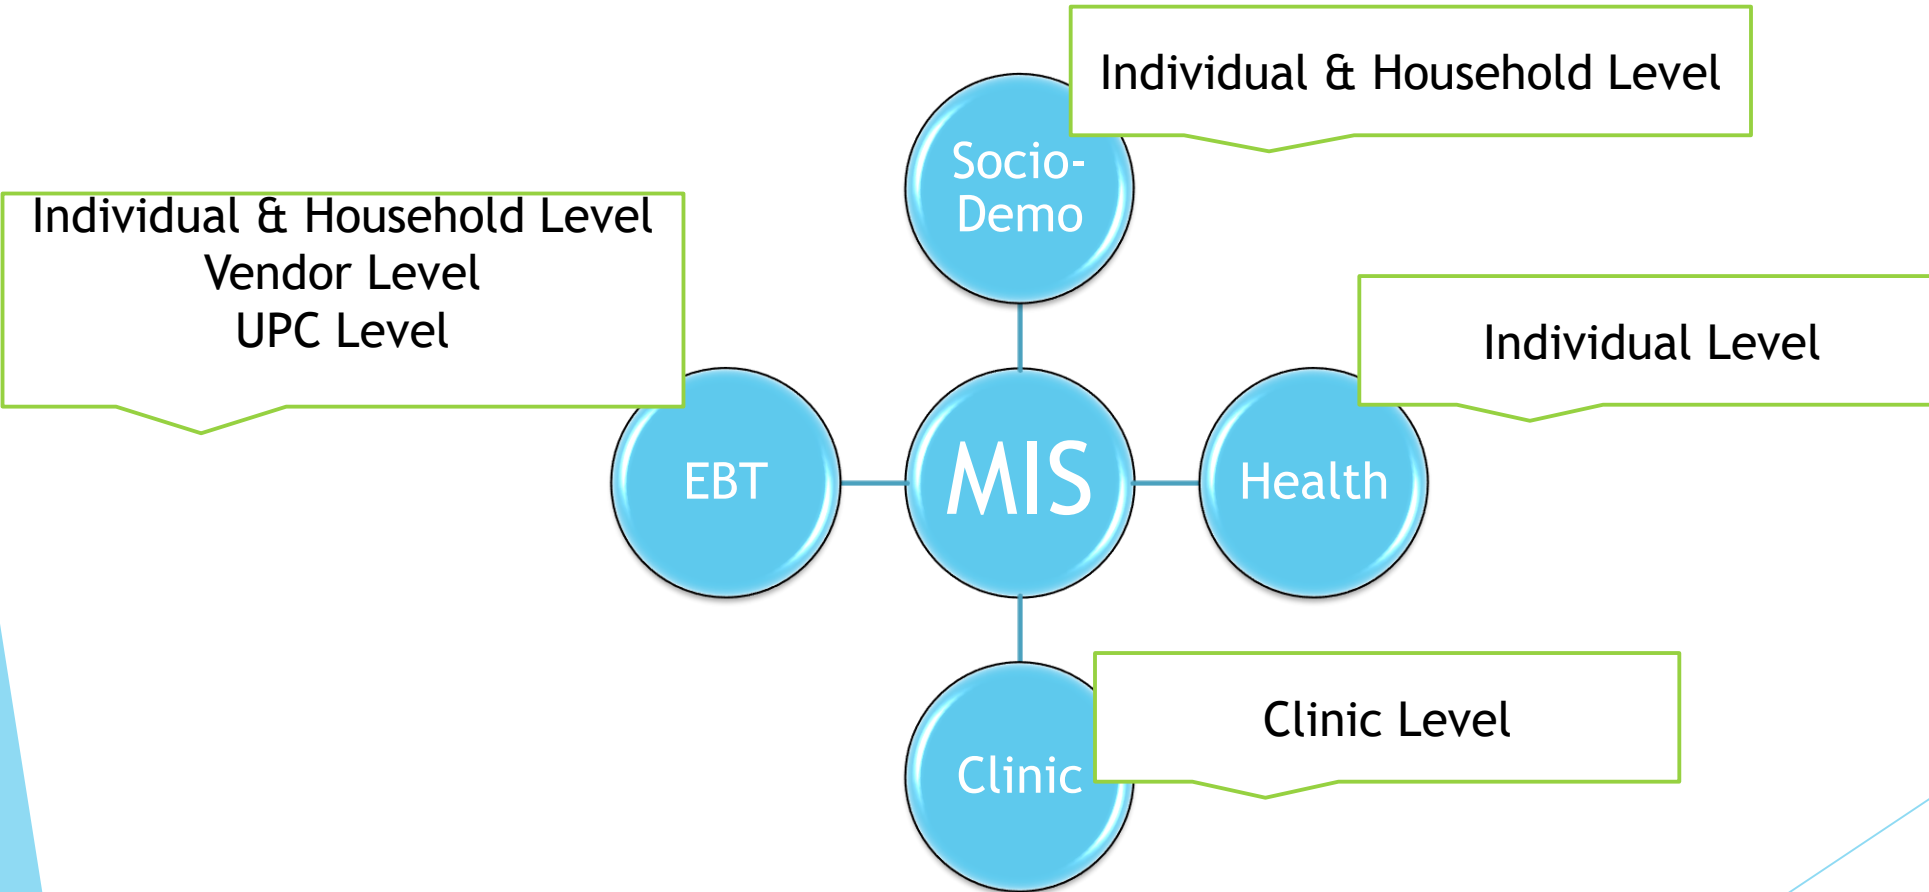 Individual & Household Level
Socio-
Demo
Individual & Household Level
Vendor Level
UPC Level
Individual Level
EBT
MIS
Health
Clinic Level
Clinic